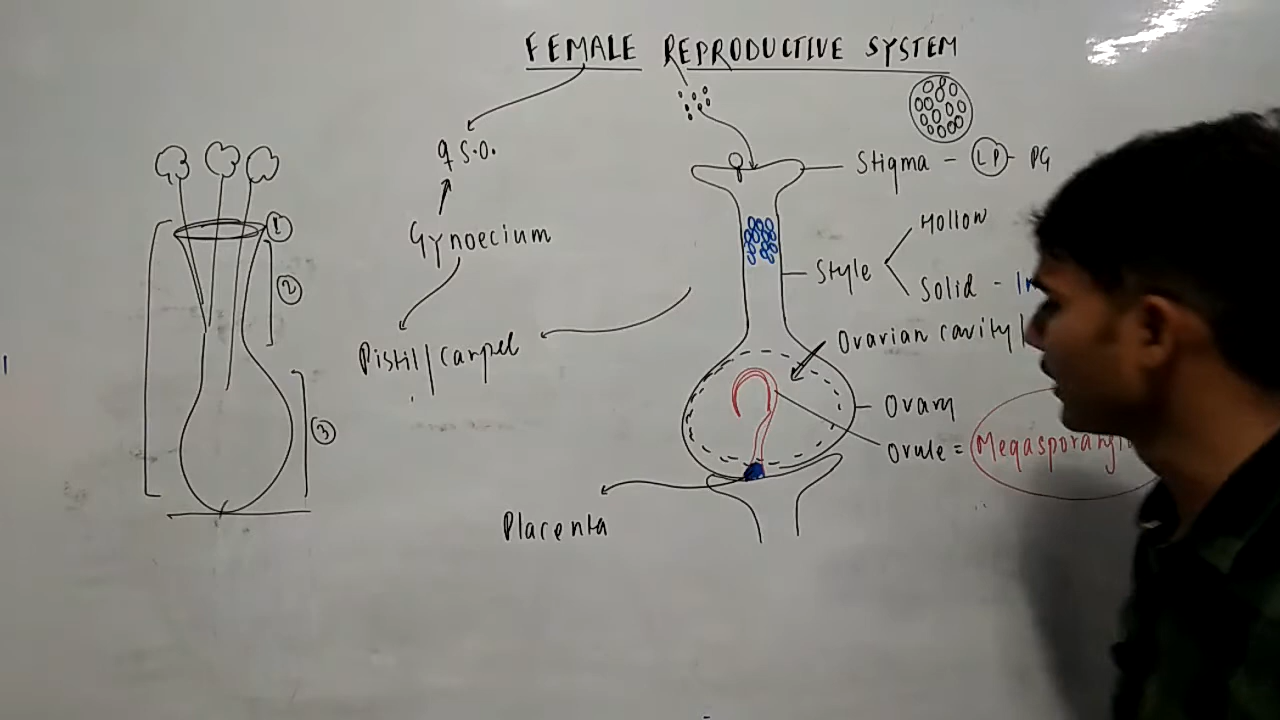 FEMALE REPRODUCTIVE SYSTEM
♀ S.O.
Gynoecium
Pistil/Carpel
Placenta
Stigma - LP - PG
Style
Hollow
Solid -
Ovarian cavity/
Ovary
Ovule =
1
2
3